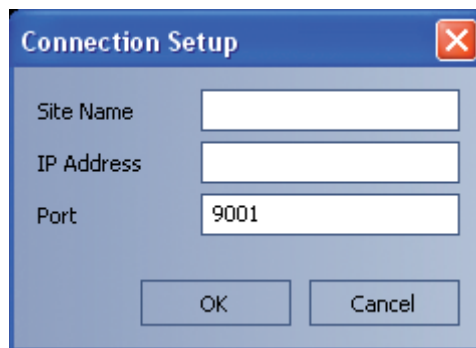 Connection Setup
Site Name
IP Address
Port 9001
OK Cancel